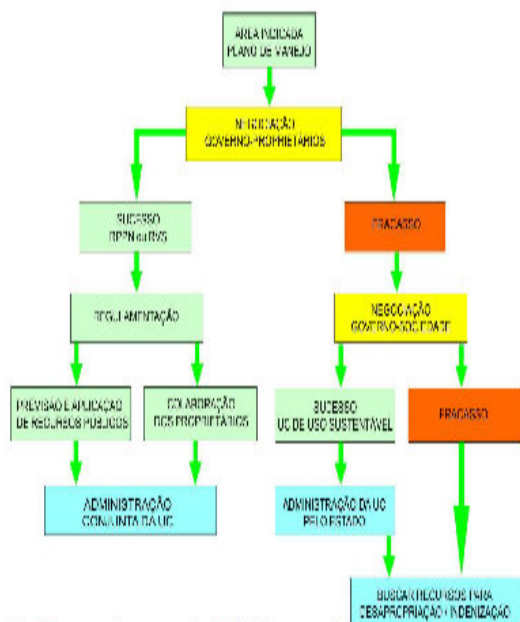 ÁREA INDICADA
PLANO DE MANEJO
NEGOCIAÇÃO
GOVERNO-PROPRIETÁRIOS
SUCESSO
RPPN ou RVS
FRACASSO
REGULAMENTAÇÃO
NEGOCIAÇÃO
GOVERNO-SOCIEDADE
PREVISÃO E APLICAÇÃO
DE RECURSOS PÚBLICOS
COLABORAÇÃO
DOS PROPRIETÁRIOS
SUCESSO
UC DE USO SUSTENTÁVEL
FRACASSO
ADMINISTRAÇÃO
CONJUNTA DA UC
ADMINISTRAÇÃO DA UC
PELO ESTADO
BUSCAR RECURSOS PARA
DESAPROPRIAÇÃO / INDENIZAÇÃO